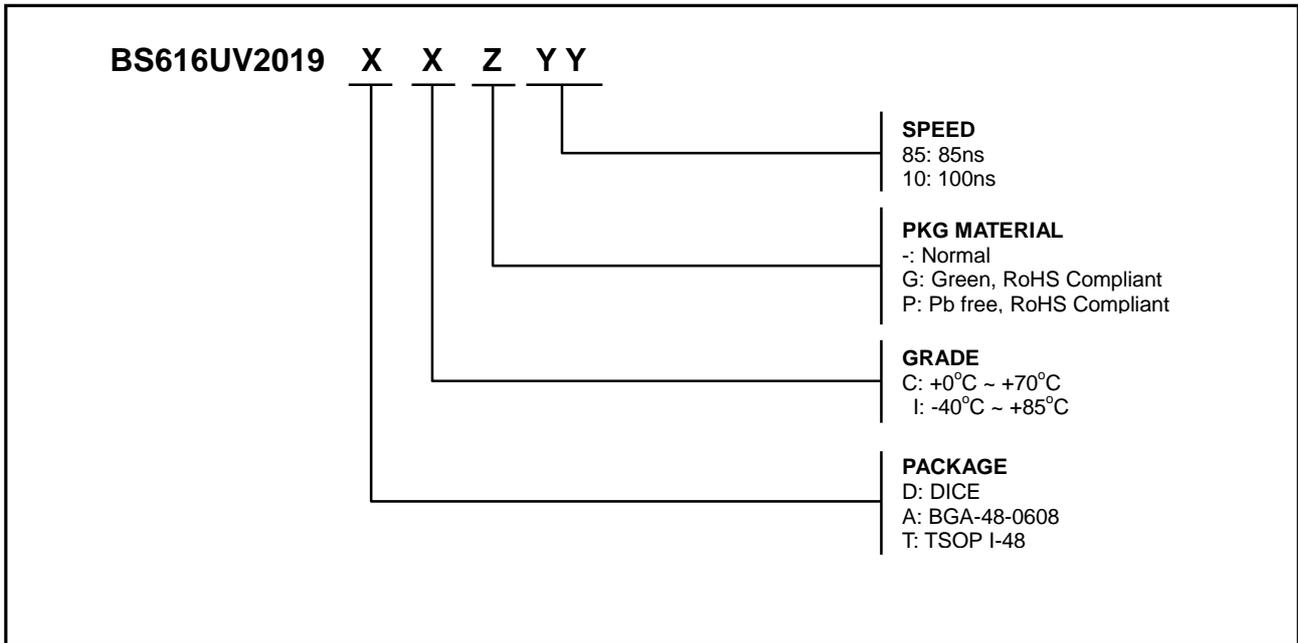 BS616UV2019 X X Z Y Y
SPEED
85: 85ns
10: 100ns
PKG MATERIAL
-: Normal
G: Green, RoHS Compliant
P: Pb free, RoHS Compliant
GRADE
C: +0°C ~ +70°C
I: -40°C ~ +85°C
PACKAGE
D: DICE
A: BGA-48-0608
T: TSOP I-48